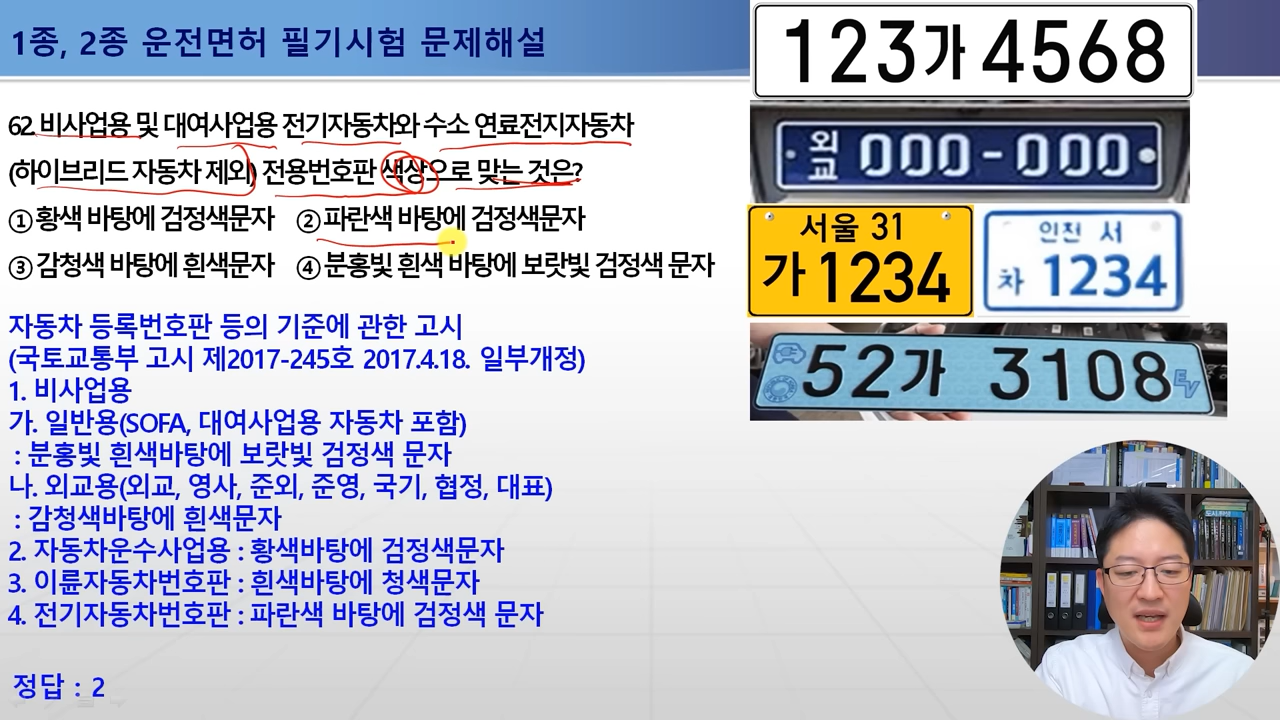 1종, 2종 운전면허 필기시험 문제해설
62. 비사업용 및 대여사업용 전기자동차와 수소 연료전지자동차
(하이브리드 자동차 제외) 전용번호판 색상으로 맞는 것은?
① 황색 바탕에 검정색문자 ② 파란색 바탕에 검정색문자
③ 감청색 바탕에 흰색문자 ④ 분홍빛 흰색 바탕에 보랏빛 검정색 문자
자동차 등록번호판 등의 기준에 관한 고시
(국토교통부 고시 제2017-245호 2017.4.18. 일부개정)
1. 비사업용
가. 일반용(SOFA, 대여사업용 자동차 포함)
: 분홍빛 흰색바탕에 보랏빛 검정색 문자
나. 외교용(외교, 영사, 준외, 준영, 국기, 협정, 대표)
: 감청색바탕에 흰색문자
2. 자동차운수사업용 : 황색바탕에 검정색문자
3. 이륜자동차번호판 : 흰색바탕에 청색문자
4. 전기자동차번호판 : 파란색 바탕에 검정색 문자
정답 : 2
123가 4568
외교 000-000
서울 31
가 1234
인천 서
차 1234
52가 3108 EV